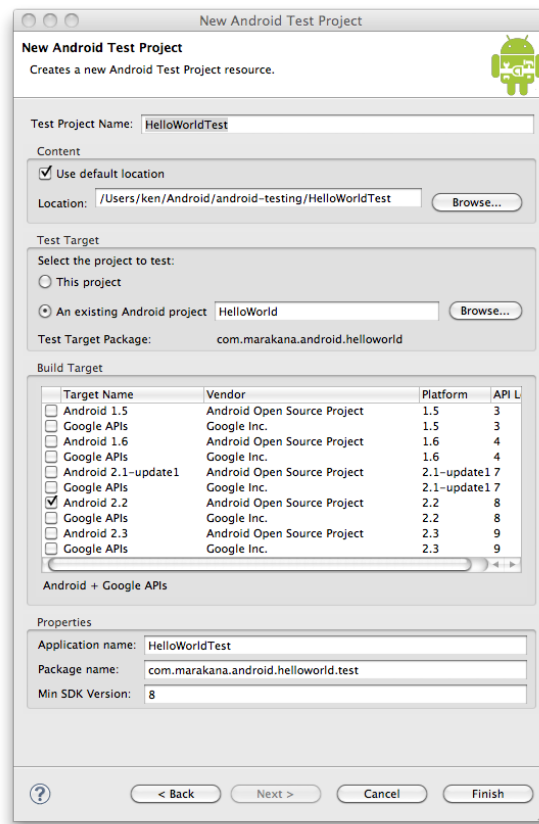 New Android Test Project
New Android Test Project
Creates a new Android Test Project resource.
Test Project Name: HelloWorldTest
Content
Use default location
Location: /Users/ken/Android/android-testing/HelloWorldTest Browse...
Test Target
Select the project to test:
This project
An existing Android project HelloWorld Browse...
Test Target Package: com.marakana.android.helloworld
Build Target
Target Name Vendor Platform API L
Android 1.5 Android Open Source Project 1.5 3
Google APIs Google Inc. 1.5 3
Android 1.6 Android Open Source Project 1.6 4
Google APIs Google Inc. 1.6 4
Android 2.1-update1 Android Open Source Project 2.1-update1 7
Google APIs Google Inc. 2.1-update1 7
Android 2.2 Android Open Source Project 2.2 8
Google APIs Google Inc. 2.2 8
Android 2.3 Android Open Source Project 2.3 9
Google APIs Google Inc. 2.3 9
Android + Google APIs
Properties
Application name: HelloWorldTest
Package name: com.marakana.android.helloworld.test
Min SDK Version: 8
? < Back Next > Cancel Finish